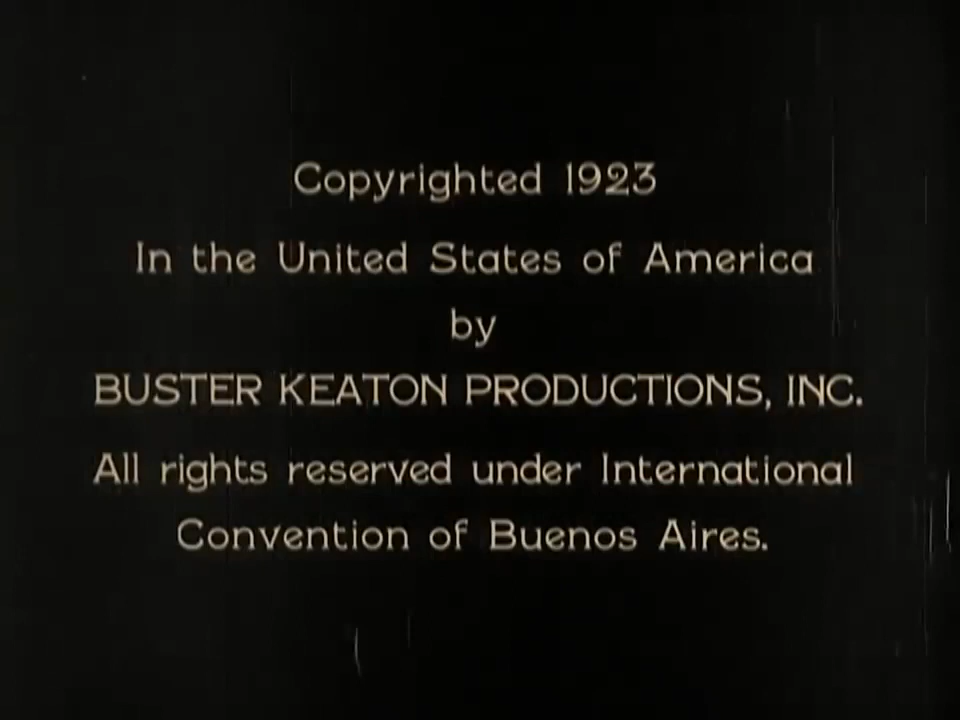 Copyrighted 1923
In the United States of America
by
BUSTER KEATON PRODUCTIONS, INC.
All rights reserved under International
Convention of Buenos Aires.